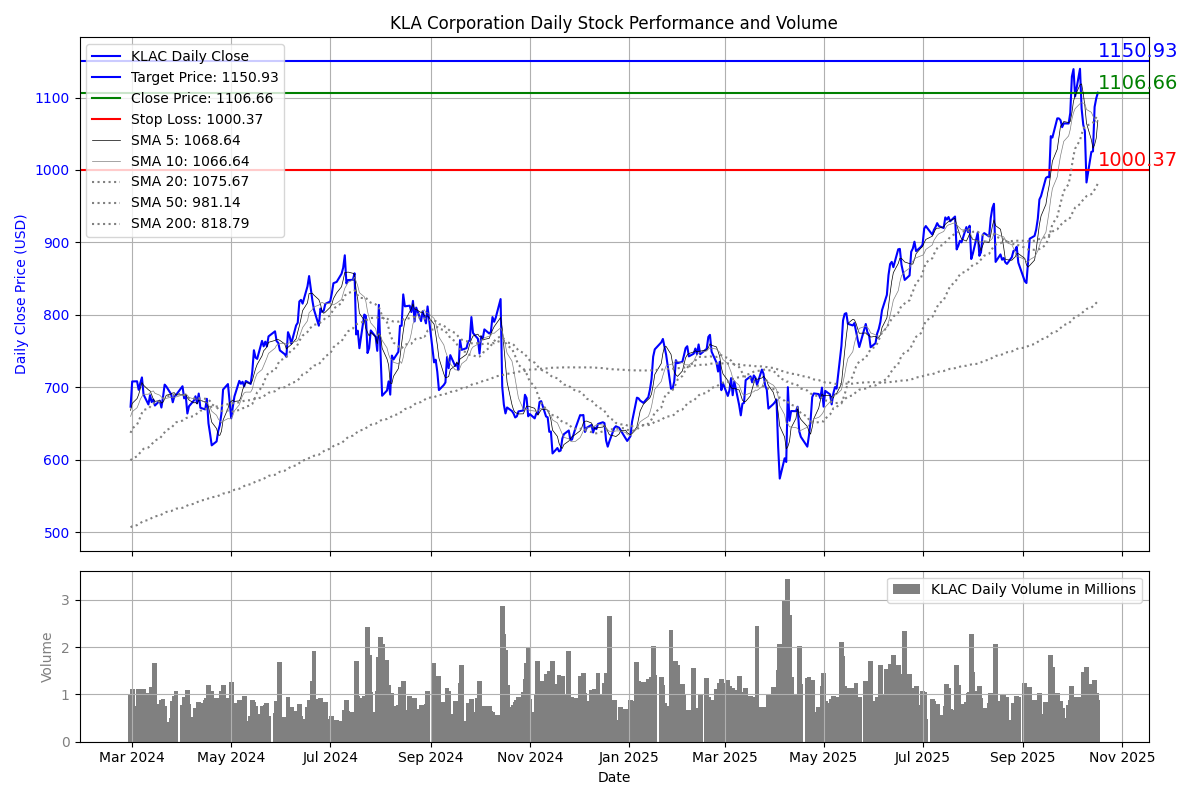 KLA Corporation Daily Stock Performance and Volume
KLAC Daily Close
Target Price: 1150.93
Close Price: 1106.66
Stop Loss: 1000.37
SMA 5: 1068.64
SMA 10: 1066.64
SMA 20: 1075.67
SMA 50: 981.14
SMA 200: 818.79
1150.93
1106.66
1000.37
Daily Close Price (USD)
1100
1000
900
800
700
600
500
KLAC Daily Volume in Millions
Volume
3
2
1
0
Mar 2024 May 2024 Jul 2024 Sep 2024 Nov 2024 Jan 2025 Mar 2025 May 2025 Jul 2025 Sep 2025 Nov 2025
Date